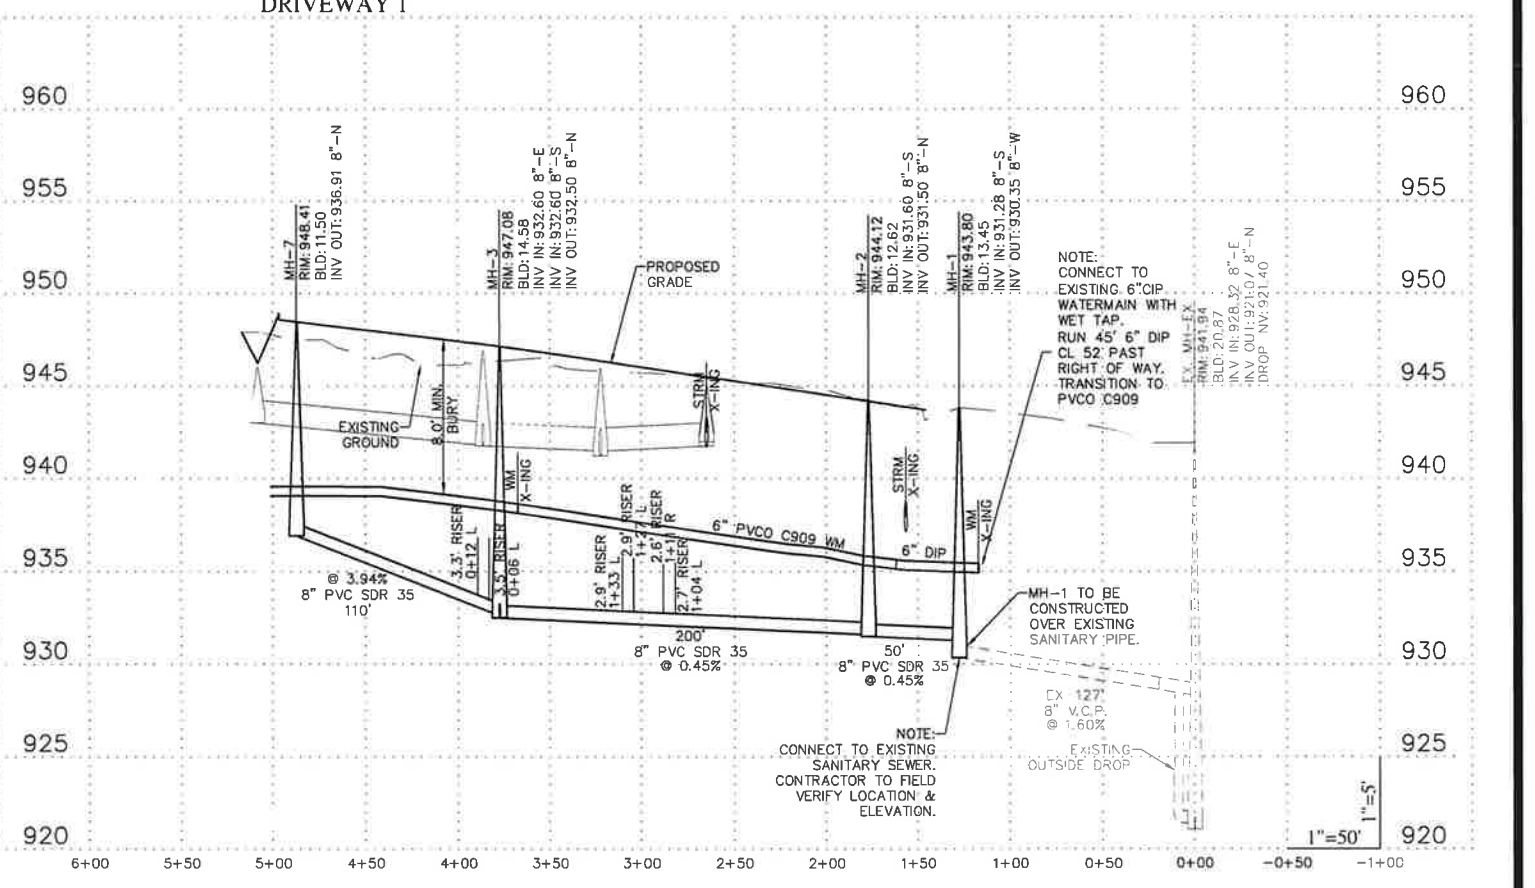 DRIVEWAY 1
960
955
950
945
940
935
930
925
920
MH-7
RIM: 948.41
BLD: 11.50
INV OUT: 936.91 8"-N
MH-3
RIM: 947.08
BLD: 14.58
INV IN: 932.60 8"-E
INV IN: 932.60 8"-S
INV OUT: 932.50 8"-N
MH-2
RIM: 944.12
BLD: 12.62
INV IN: 931.60 8"-S
INV OUT: 931.50 8"-N
MH-1
RIM: 943.80
BLD: 13.45
INV IN: 931.28 8"-S
INV OUT: 930.35 8"-W
EX MH-EX
RIM: 941.94
BLD: 20.87
INV IN: 928.32 8"-E
INV OUT: 921.07 8"-N
DROP NV: 921.40
PROPOSED
GRADE
NOTE:
CONNECT TO
EXISTING 6"CIP
WATERMAIN WITH
WET TAP.
RUN 45' 6" DIP
CL 52 PAST
RIGHT OF WAY.
TRANSITION TO
PVCO C909
EXISTING
GROUND
8.0' MIN.
BURY
STRM
X-ING
WM
X-ING
STRM
X-ING
WM
X-ING
6" PVCO C909 WM
6" DIP
3.3' RISER
0+12 L
3.5' RISER
0+06 L
2.9' RISER
1+33 L
2.9' RISER
1+27 L
2.6' RISER
1+11 R
2.7' RISER
1+04 L
@ 3.94%
8" PVC SDR 35
110'
200'
8" PVC SDR 35
@ 0.45%
50'
8" PVC SDR 35
@ 0.45%
MH-1 TO BE
CONSTRUCTED
OVER EXISTING
SANITARY PIPE.
EX 127'
8" V.C.P.
@ 1.60%
EXISTING
OUTSIDE DROP
NOTE:
CONNECT TO EXISTING
SANITARY SEWER.
CONTRACTOR TO FIELD
VERIFY LOCATION &
ELEVATION.
960
955
950
945
940
935
930
925
920
1"=5'
1"=50'
6+00 5+50 5+00 4+50 4+00 3+50 3+00 2+50 2+00 1+50 1+00 0+50 0+00 -0+50 -1+00